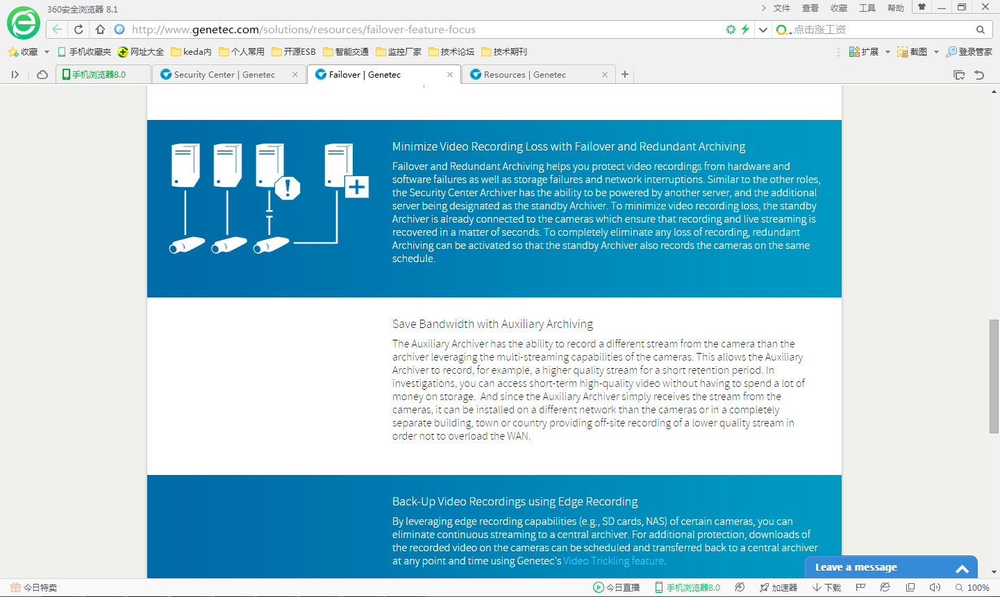 360安全浏览器 8.1
文件 查看 收藏 工具 帮助
http://www.genetec.com/solutions/resources/failover-feature-focus
点击涨工资
收藏 手机收藏夹 网址大全 keda内 个人常用 开源ESB 智能交通 监控厂家 技术论坛 技术期刊
扩展 截图 登录管家
手机浏览器8.0 Security Center | Genetec Failover | Genetec Resources | Genetec
Minimize Video Recording Loss with Failover and Redundant Archiving
Failover and Redundant Archiving helps you protect video recordings from hardware and
software failures as well as storage failures and network interruptions. Similar to the other roles,
the Security Center Archiver has the ability to be powered by another server, and the additional
server being designated as the standby Archiver. To minimize video recording loss, the standby
Archiver is already connected to the cameras which ensure that recording and live streaming is
recovered in a matter of seconds. To completely eliminate any loss of recording, redundant
Archiving can be activated so that the standby Archiver also records the cameras on the same
schedule.
Save Bandwidth with Auxiliary Archiving
The Auxiliary Archiver has the ability to record a different stream from the camera than the
archiver leveraging the multi-streaming capabilities of the cameras. This allows the Auxiliary
Archiver to record, for example, a higher quality stream for a short retention period. In
investigations, you can access short-term high-quality video without having to spend a lot of
money on storage.  And since the Auxiliary Archiver simply receives the stream from the
cameras, it can be installed on a different network than the cameras or in a completely
separate building, town or country providing off-site recording of a lower quality stream in
order not to overload the WAN.
Back-Up Video Recordings using Edge Recording
By leveraging edge recording capabilities (e.g., SD cards, NAS) of certain cameras, you can
eliminate continuous streaming to a central archiver. For additional protection, downloads of
the recorded video on the cameras can be scheduled and transferred back to a central archiver
at any point and time using Genetec's Video Trickling feature.
Leave a message
今日特卖
今日直播 手机浏览器8.0 加速器 下载 100%